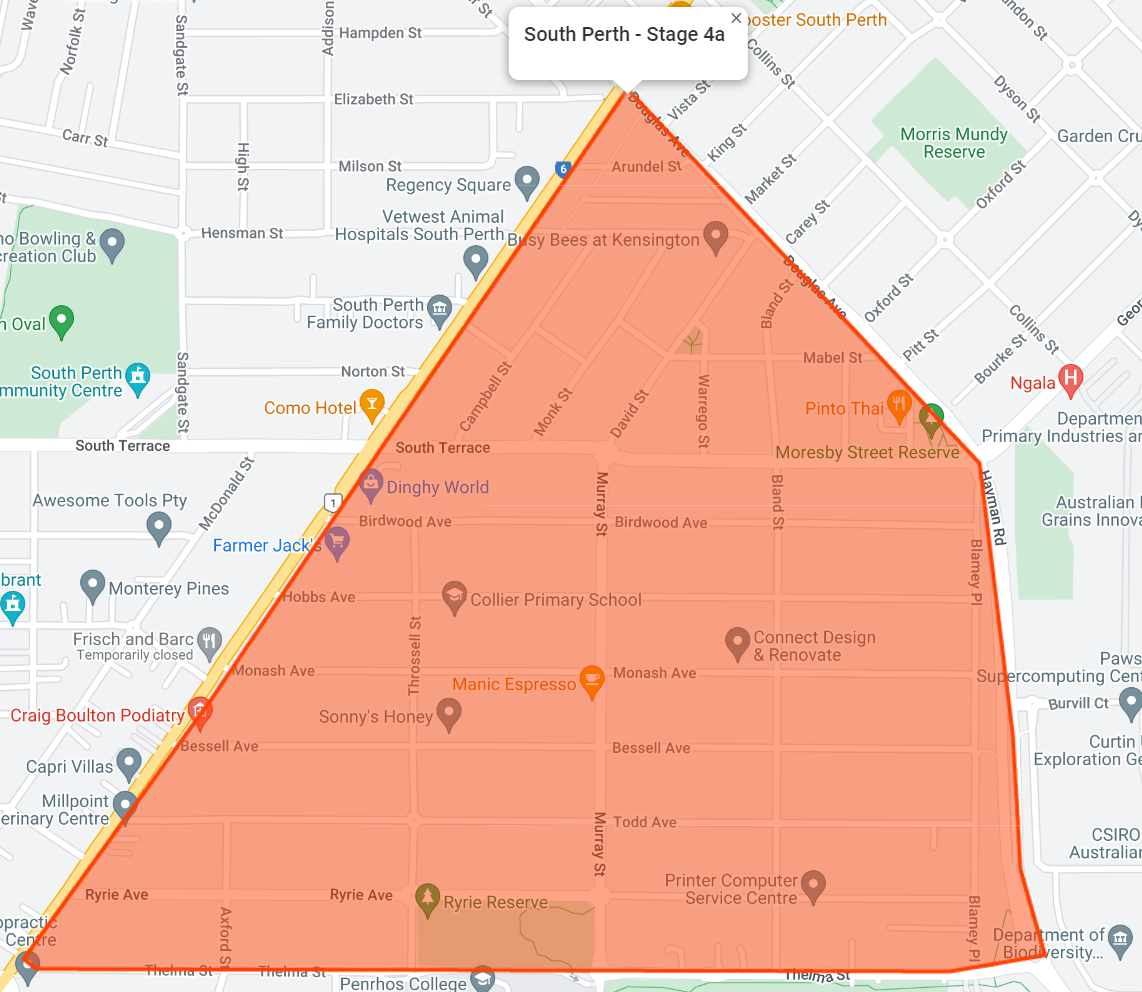 South Perth - Stage 4a
×
ooster South Perth
Norfolk St
Sandgate St
Addison
Hampden St
Collins St
Dyson St
Elizabeth St
Vista St
Douglas Ave
Carr St
High St
Milson St
Arundel St
King St
Market St
Morris Mundy
Reserve
Garden Cru
Oxford St
6
Regency Square
Vetwest Animal
Hospitals South Perth
Hensman St
Busy Bees at Kensington
Carey St
no Bowling &
creation Club
Douglas Ave
Bland St
Oxford St
South Perth
Family Doctors
n Oval
Collins St
Pitt St
Bourke St
Geor
Mabel St
Norton St
South Perth
mmunity Centre
Sandgate St
Como Hotel
Campbell St
Monk St
David St
Warrego St
Pinto Thai
Ngala
H
Departmen
Primary Industries an
Moresby Street Reserve
South Terrace
South Terrace
McDonald St
Murray St
Bland St
Hayman Rd
Awesome Tools Pty
Dinghy World
1
Australian
Grains Innova
Birdwood Ave
Birdwood Ave
Farmer Jack's
Blamey Pl
brant
Monterey Pines
Hobbs Ave
Collier Primary School
Throssell St
Frisch and Barc
Temporarily closed
Connect Design
& Renovate
Monash Ave
Monash Ave
Manic Espresso
Paws
Supercomputing Cent
Craig Boulton Podiatry
Sonny's Honey
Burvill Ct
Bessell Ave
Bessell Ave
Curtin
Exploration Ge
Capri Villas
Millpoint
erinary Centre
Todd Ave
Murray St
CSIRO
Australian
Ryrie Ave
Ryrie Ave
Ryrie Reserve
Printer Computer
Service Centre
Axford St
Blamey Pl
opractic
Centre
Department of
Biodiversity...
Thelma St
Thelma St
Thelma St
Penrhos College